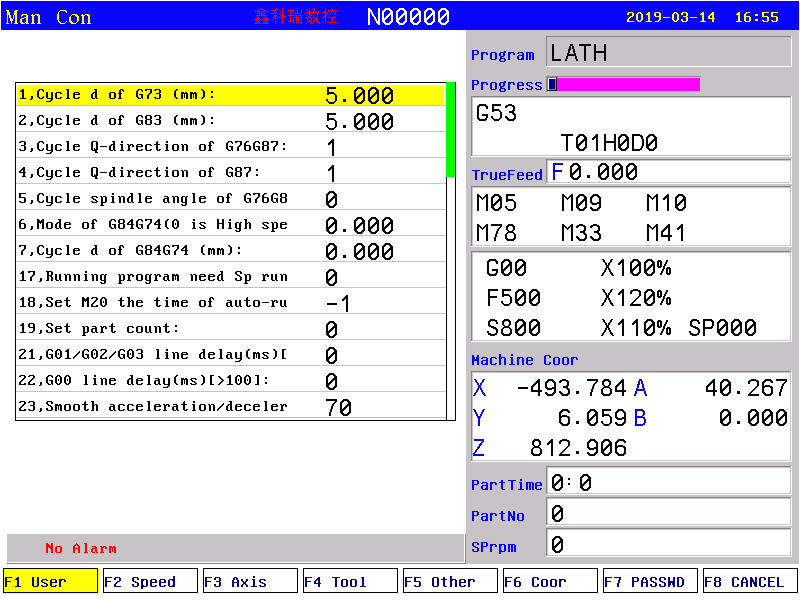 Man Con 鑫科瑞数控 N00000 2019-03-14 16:55
1,Cycle d of G73 (mm): 5.000
2,Cycle d of G83 (mm): 5.000
3,Cycle Q-direction of G76G87: 1
4,Cycle Q-direction of G87: 1
5,Cycle spindle angle of G76G8 0
6,Mode of G84G74(0 is High spe 0.000
7,Cycle d of G84G74 (mm): 0.000
17,Running program need Sp run 0
18,Set M20 the time of auto-ru -1
19,Set part count: 0
21,G01/G02/G03 line delay(ms)[ 0
22,G00 line delay(ms)[>100]: 0
23,Smooth acceleration/deceler 70
No Alarm
Program LATH
Progress
G53
T01H0D0
TrueFeed F 0.000
M05 M09 M10
M78 M33 M41
G00 X100%
F500 X120%
S800 X110% SP000
Machine Coor
X -493.784 A 40.267
Y 6.059 B 0.000
Z 812.906
PartTime 0: 0
PartNo 0
SPrpm 0
F1 User F2 Speed F3 Axis F4 Tool F5 Other F6 Coor F7 PASSWD F8 CANCEL